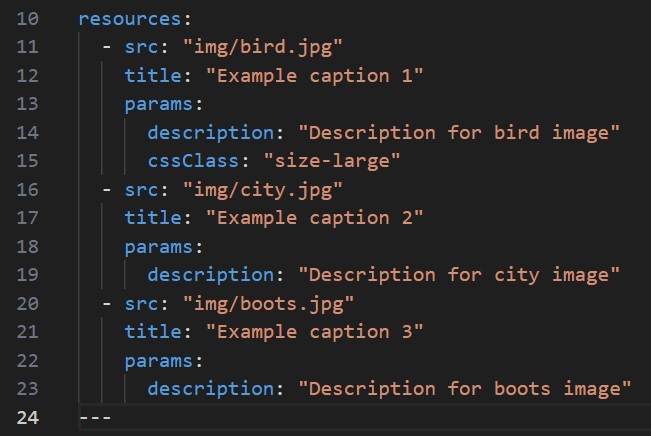 10 resources:
11   - src: "img/bird.jpg"
12     title: "Example caption 1"
13     params:
14       description: "Description for bird image"
15       cssClass: "size-large"
16   - src: "img/city.jpg"
17     title: "Example caption 2"
18     params:
19       description: "Description for city image"
20   - src: "img/boots.jpg"
21     title: "Example caption 3"
22     params:
23       description: "Description for boots image"
24 ---